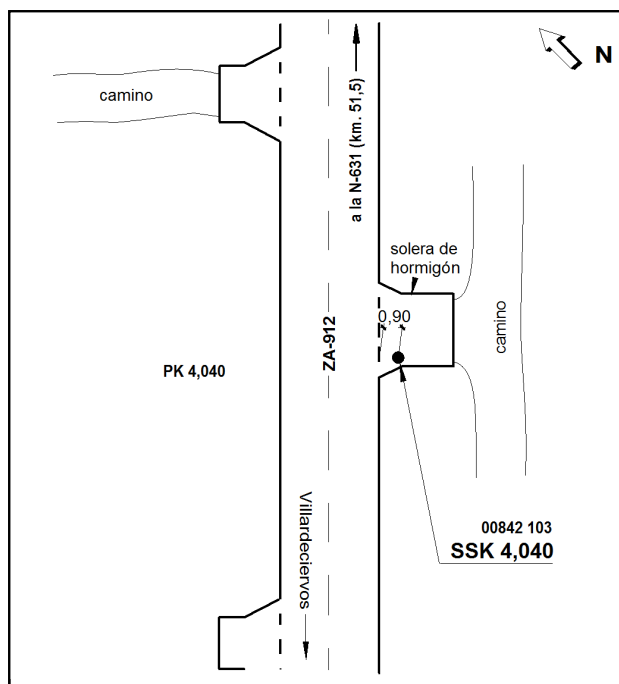 N
camino
a la N-631 (km. 51,5)
solera de
hormigón
0,90
camino
ZA-912
PK 4,040
Villardeciervos
00842 103
SSK 4,040